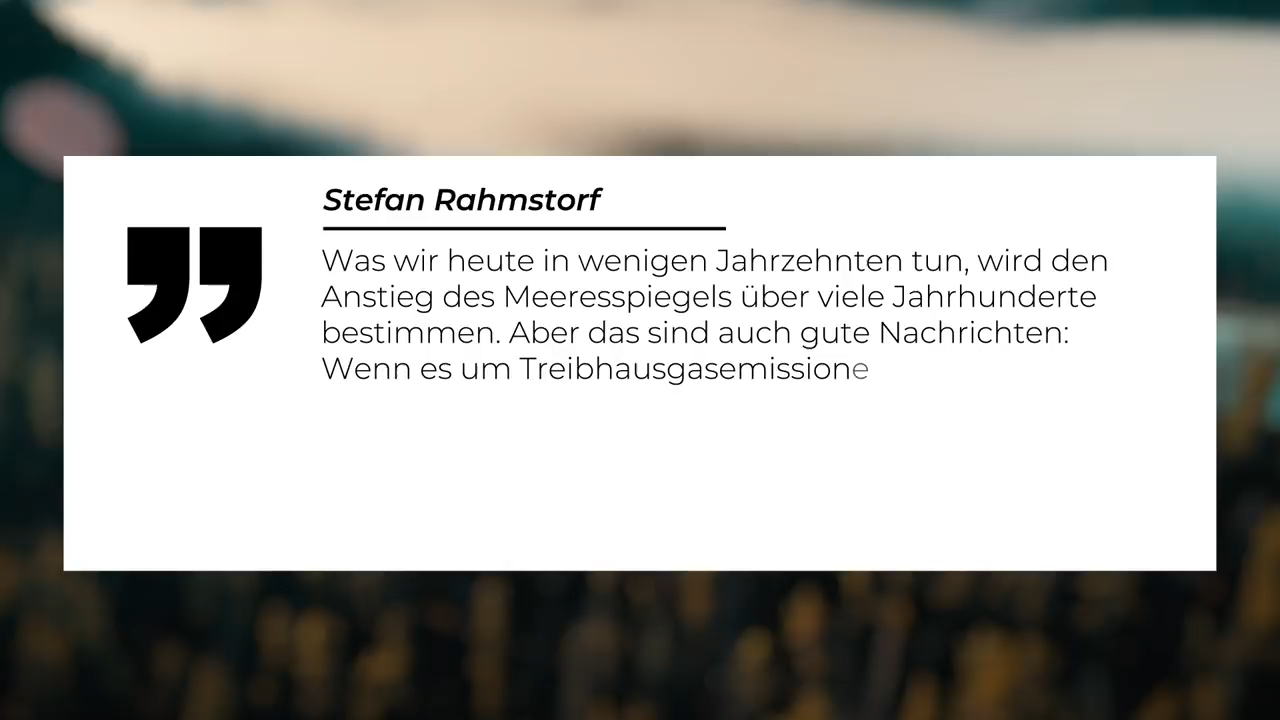 Stefan Rahmstorf
Was wir heute in wenigen Jahrzehnten tun, wird den
Anstieg des Meeresspiegels über viele Jahrhunderte
bestimmen. Aber das sind auch gute Nachrichten:
Wenn es um Treibhausgasemissione